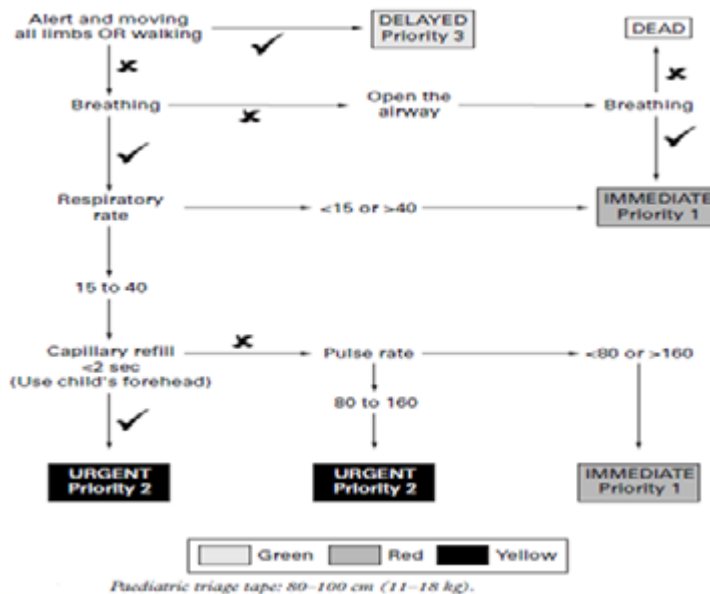 Alert and moving
all limbs OR walking
DELAYED
Priority 3
DEAD
Breathing
Open the
airway
Breathing
Respiratory
rate
<15 or >40
IMMEDIATE
Priority 1
15 to 40
Capillary refill
<2 sec
(Use child's forehead)
Pulse rate
<80 or >160
80 to 160
URGENT
Priority 2
URGENT
Priority 2
IMMEDIATE
Priority 1
Green
Red
Yellow
Paediatric triage tape: 80–100 cm (11–18 kg).